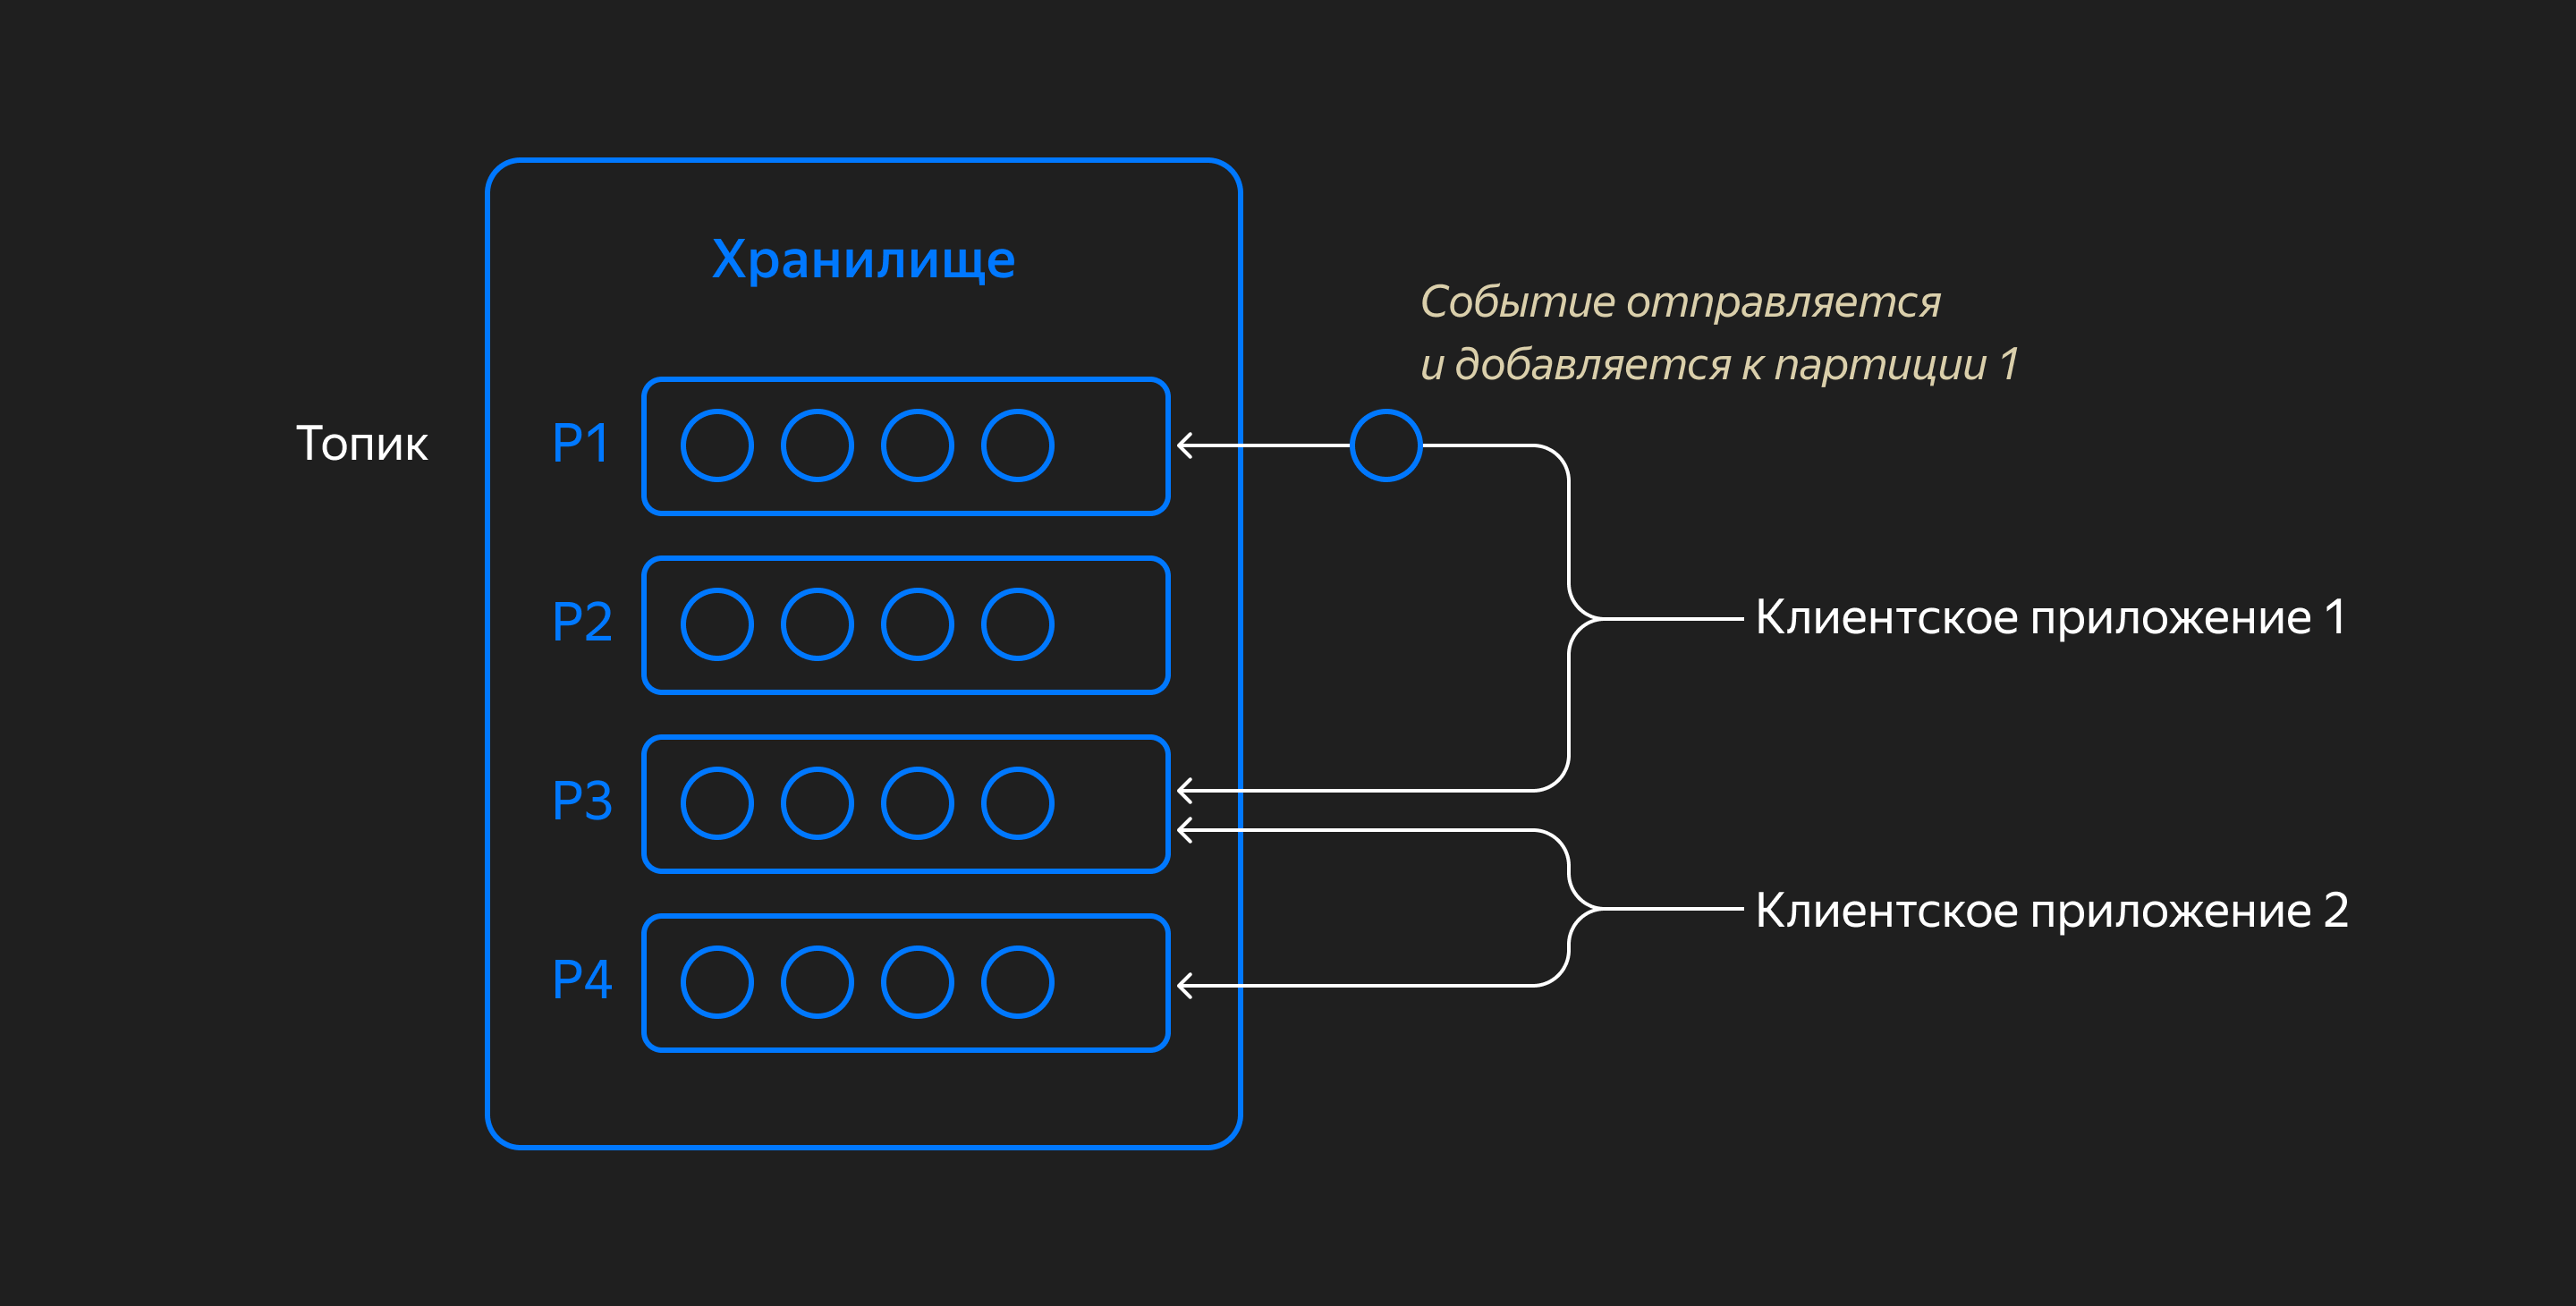 Хранилище
Событие отправляется
и добавляется к партиции 1
Топик
P1
P2
Клиентское приложение 1
P3
Клиентское приложение 2
P4